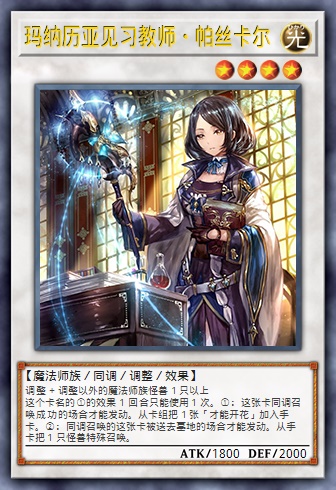 玛纳历亚见习教师·帕丝卡尔
光
【魔法师族／同调／调整／效果】
调整＋调整以外的魔法师族怪兽１只以上
这个卡名的①的效果１回合只能使用１次。①：这张卡同调召
唤成功的场合才能发动。从卡组把１张「才能开花」加入手
卡。②：同调召唤的这张卡被送去墓地的场合才能发动。从手
卡把１只怪兽特殊召唤。
ATK/1800 DEF/2000